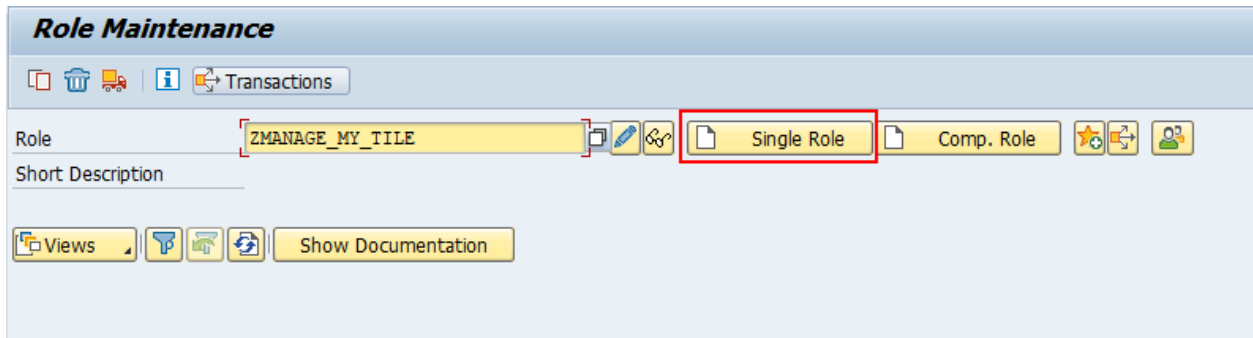 Role Maintenance
Transactions
Role ZMANAGE_MY_TILE Single Role Comp. Role
Short Description
Views Show Documentation